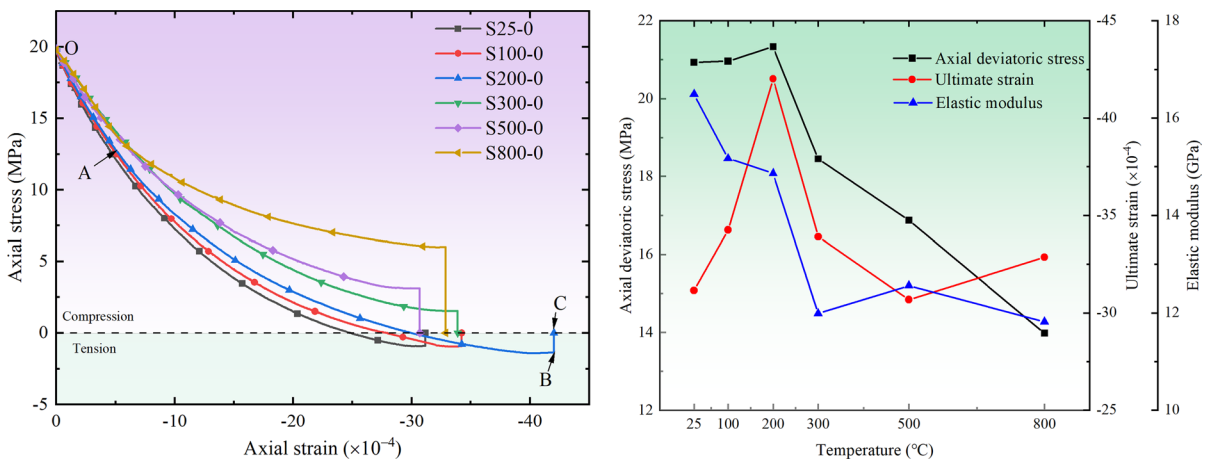 20
15
10
5
0
-5
0
-10
-20
-30
-40
Axial stress (MPa)
Axial strain (×10⁻⁴)
O
A
B
C
Compression
Tension
S25-0
S100-0
S200-0
S300-0
S500-0
S800-0
22
21
20
18
16
14
12
Axial deviatoric stress (MPa)
25
100
200
300
500
800
Temperature (℃)
Axial deviatoric stress
Ultimate strain
Elastic modulus
-45
-40
-35
-30
-25
Ultimate strain (×10⁻⁴)
18
16
14
12
10
Elastic modulus (GPa)